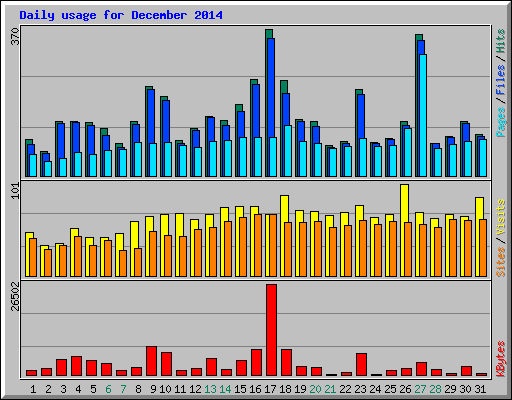 Daily usage for December 2014
370
Pages / Files / Hits
101
Sites / Visits
26502
KBytes
1 2 3 4 5 6 7 8 9 10 11 12 13 14 15 16 17 18 19 20 21 22 23 24 25 26 27 28 29 30 31